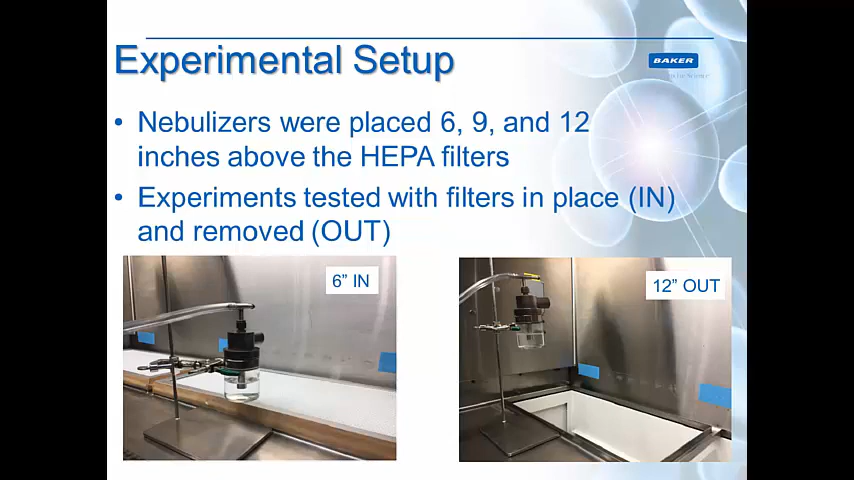 Experimental Setup
BAKER
• Nebulizers were placed 6, 9, and 12
inches above the HEPA filters
• Experiments tested with filters in place (IN)
and removed (OUT)
6” IN
12” OUT